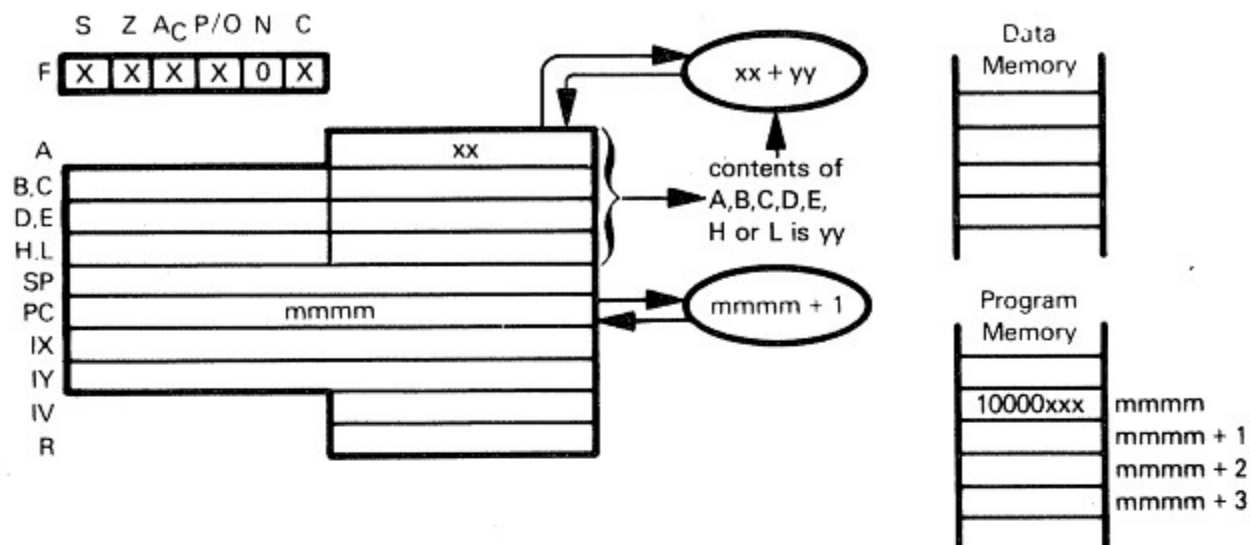 S Z AC P/O N C
F X X X X 0 X
xx + yy
A xx
B,C
D,E
H.L
SP
PC mmmm
IX
IY
IV
R
contents of
A,B,C,D,E,
H or L is yy
mmmm + 1
Data
Memory
Program
Memory
10000xxx mmmm
mmmm + 1
mmmm + 2
mmmm + 3